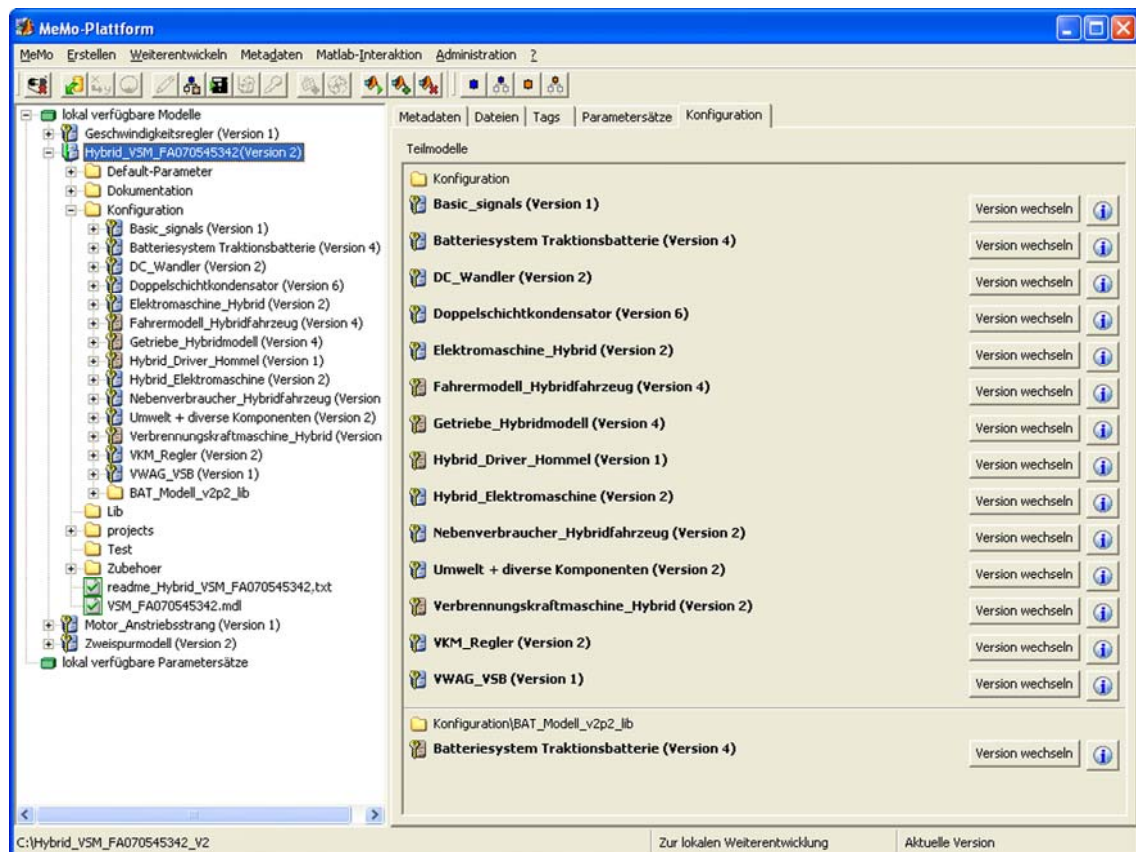 MeMo-Plattform
MeMo Erstellen Weiterentwickeln Metadaten Matlab-Interaktion Administration ?
lokal verfügbare Modelle
Geschwindigkeitsregler (Version 1)
Hybrid_VSM_FA070545342(Version 2)
Default-Parameter
Dokumentation
Konfiguration
Basic_signals (Version 1)
Batteriesystem Traktionsbatterie (Version 4)
DC_Wandler (Version 2)
Doppelschichtkondensator (Version 6)
Elektromaschine_Hybrid (Version 2)
Fahrermodell_Hybridfahrzeug (Version 4)
Getriebe_Hybridmodell (Version 4)
Hybrid_Driver_Hommel (Version 1)
Hybrid_Elektromaschine (Version 2)
Nebenverbraucher_Hybridfahrzeug (Version
Umwelt + diverse Komponenten (Version 2)
Verbrennungskraftmaschine_Hybrid (Version
VKM_Regler (Version 2)
VWAG_VSB (Version 1)
BAT_Modell_v2p2_lib
Lib
projects
Test
Zubehoer
readme_Hybrid_VSM_FA070545342.txt
VSM_FA070545342.mdl
Motor_Anstriebsstrang (Version 1)
Zweispurmodell (Version 2)
lokal verfügbare Parametersätze
Metadaten Dateien Tags Parametersätze Konfiguration
Teilmodelle
Konfiguration
Basic_signals (Version 1) Version wechseln
Batteriesystem Traktionsbatterie (Version 4) Version wechseln
DC_Wandler (Version 2) Version wechseln
Doppelschichtkondensator (Version 6) Version wechseln
Elektromaschine_Hybrid (Version 2) Version wechseln
Fahrermodell_Hybridfahrzeug (Version 4) Version wechseln
Getriebe_Hybridmodell (Version 4) Version wechseln
Hybrid_Driver_Hommel (Version 1) Version wechseln
Hybrid_Elektromaschine (Version 2) Version wechseln
Nebenverbraucher_Hybridfahrzeug (Version 2) Version wechseln
Umwelt + diverse Komponenten (Version 2) Version wechseln
Verbrennungskraftmaschine_Hybrid (Version 2) Version wechseln
VKM_Regler (Version 2) Version wechseln
VWAG_VSB (Version 1) Version wechseln
Konfiguration\BAT_Modell_v2p2_lib
Batteriesystem Traktionsbatterie (Version 4) Version wechseln
C:\Hybrid_VSM_FA070545342_V2 Zur lokalen Weiterentwicklung Aktuelle Version